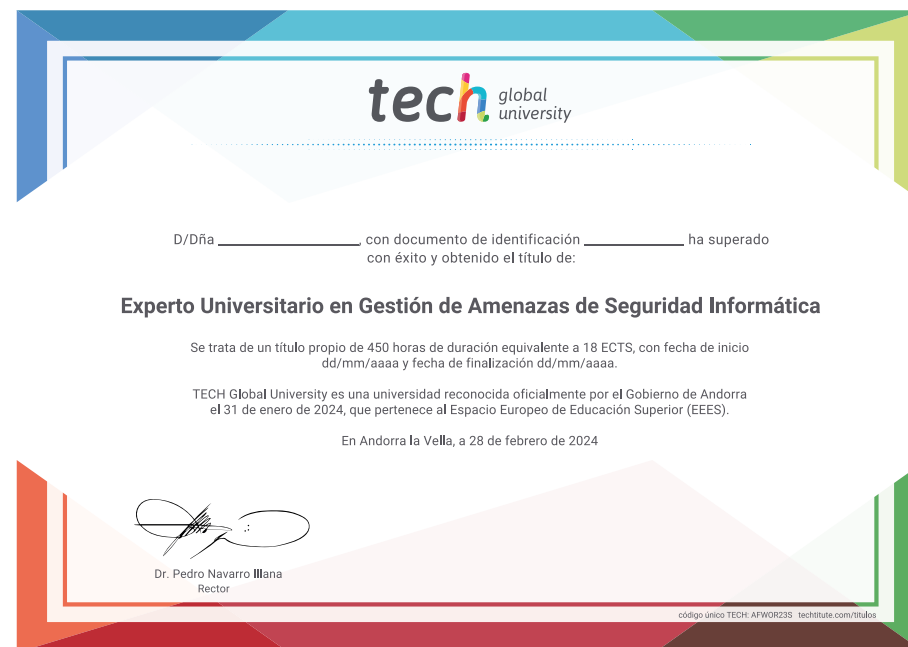 tech global university
D/Dña ______________, con documento de identificación __________ ha superado
con éxito y obtenido el título de:
Experto Universitario en Gestión de Amenazas de Seguridad Informática
Se trata de un título propio de 450 horas de duración equivalente a 18 ECTS, con fecha de inicio
dd/mm/aaaa y fecha de finalización dd/mm/aaaa.
TECH Global University es una universidad reconocida oficialmente por el Gobierno de Andorra
el 31 de enero de 2024, que pertenece al Espacio Europeo de Educación Superior (EEES).
En Andorra la Vella, a 28 de febrero de 2024
Dr. Pedro Navarro Illana
Rector
código único TECH: AFWOR23S techtitute.com/titulos